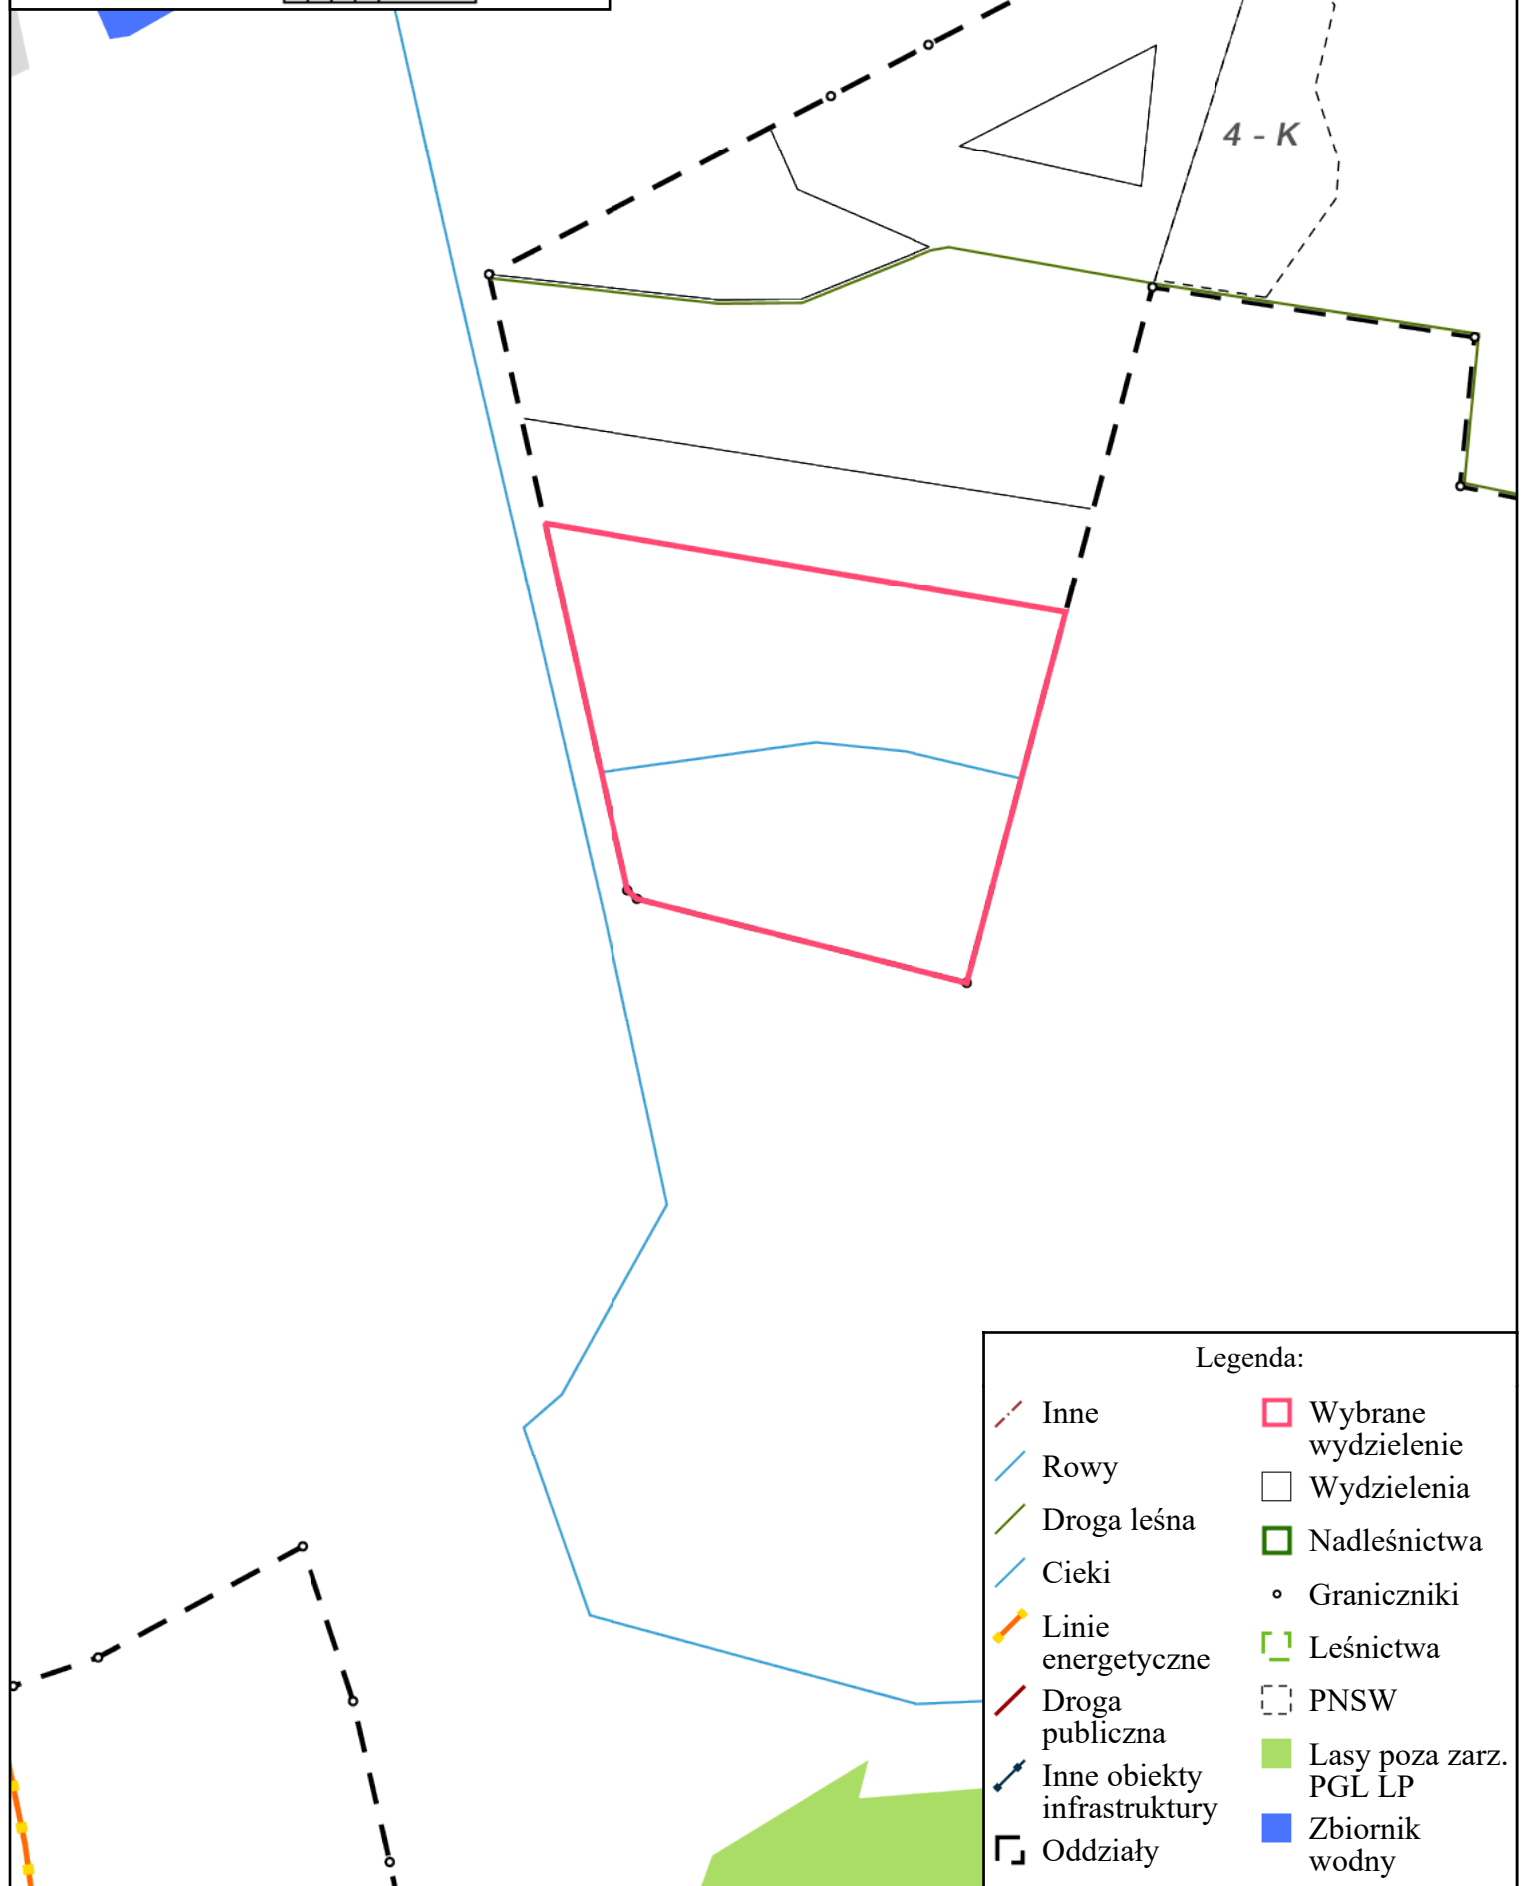 4 - K
Legenda:
Inne
Rowy
Droga leśna
Cieki
Linie
energetyczne
Droga
publiczna
Inne obiekty
infrastruktury
Oddziały
Wybrane
wydzielenie
Wydzielenia
Nadleśnictwa
Graniczniki
Leśnictwa
PNSW
Lasy poza zarz.
PGL LP
Zbiornik
wodny